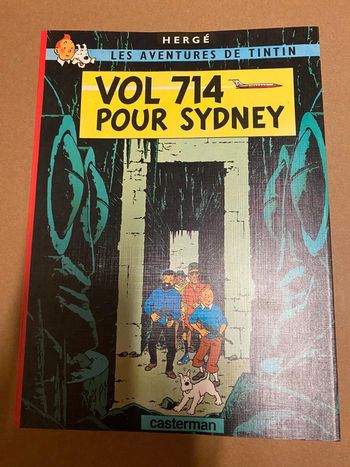 HERGÉ
LES AVENTURES DE TINTIN
VOL 714
POUR SYDNEY
casterman